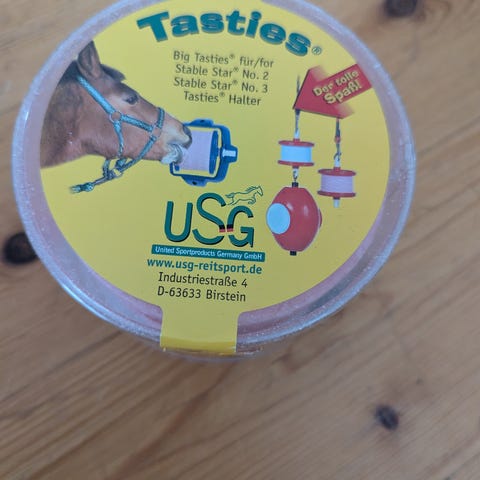 Tasties®
Big Tasties® für/for
Stable Star® No. 2
Stable Star® No. 3
Tasties® Halter
Der tolle
Spaß!
USG
United Sportproducts Germany GmbH
www.usg-reitsport.de
Industriestraße 4
D-63633 Birstein